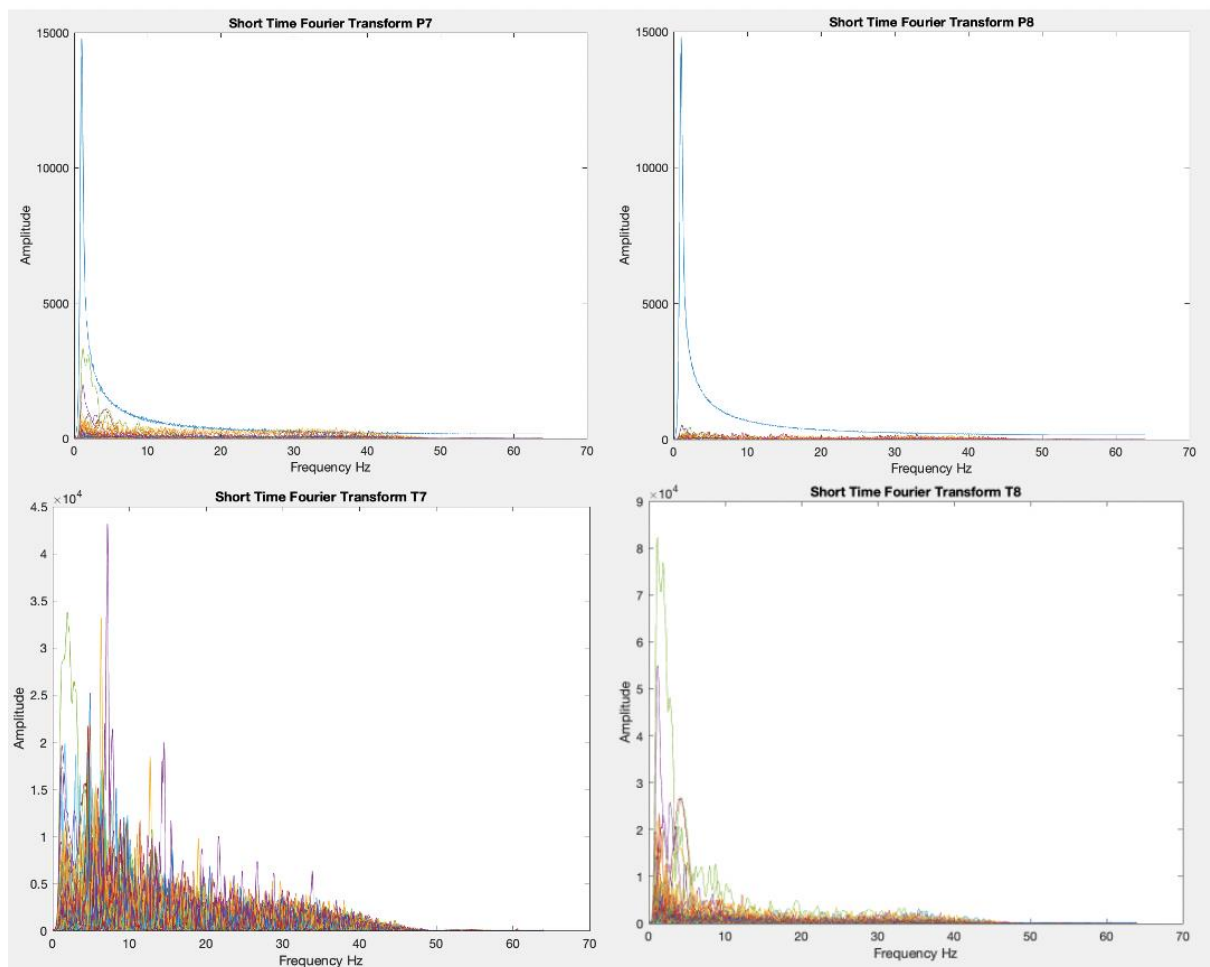 Short Time Fourier Transform P7
15000
10000
5000
0
Amplitude
0 10 20 30 40 50 60 70
Frequency Hz
Short Time Fourier Transform P8
15000
10000
5000
0
Amplitude
0 10 20 30 40 50 60 70
Frequency Hz
Short Time Fourier Transform T7
×10⁴
4.5
4
3.5
3
2.5
2
1.5
1
0.5
0
Amplitude
0 10 20 30 40 50 60 70
Frequency Hz
Short Time Fourier Transform T8
×10⁴
9
8
7
6
5
4
3
2
1
0
Amplitude
0 10 20 30 40 50 60 70
Frequency Hz